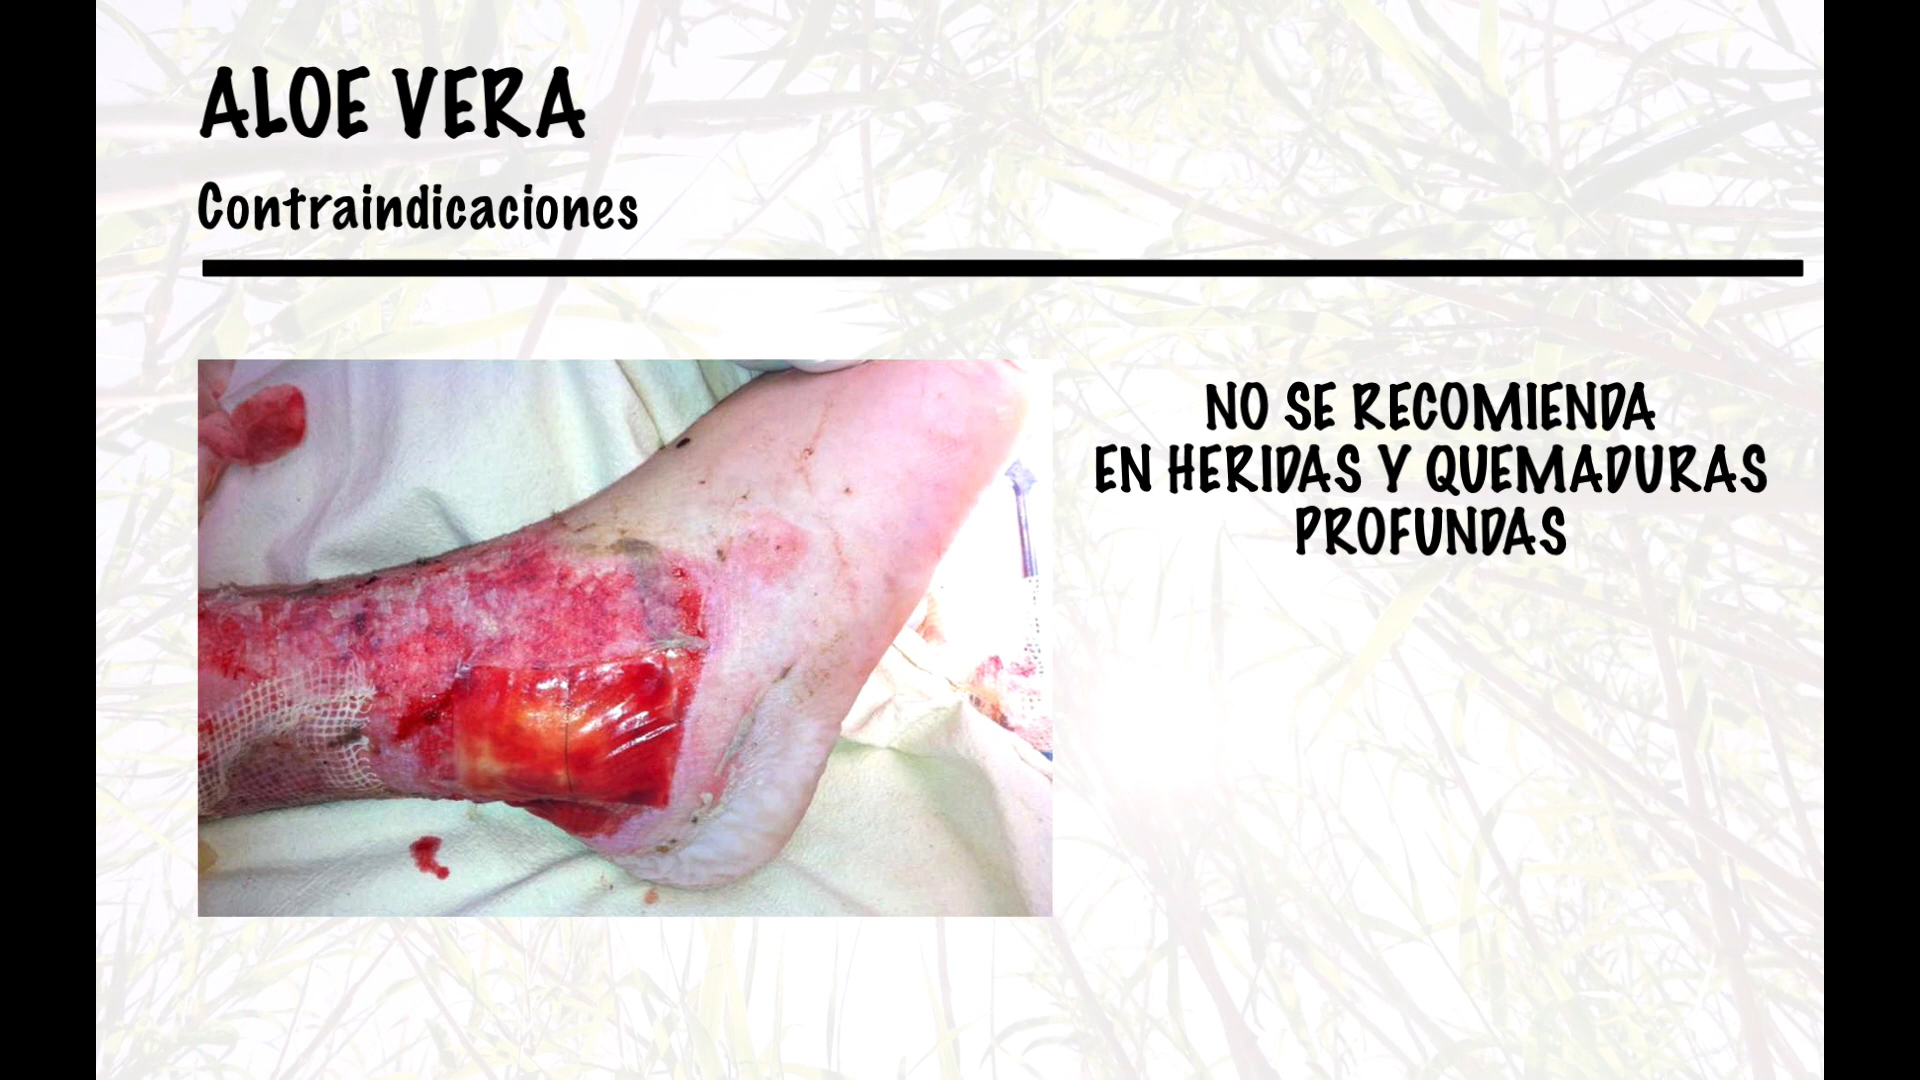 ALOE VERA
Contraindicaciones
NO SE RECOMIENDA
EN HERIDAS Y QUEMADURAS
PROFUNDAS